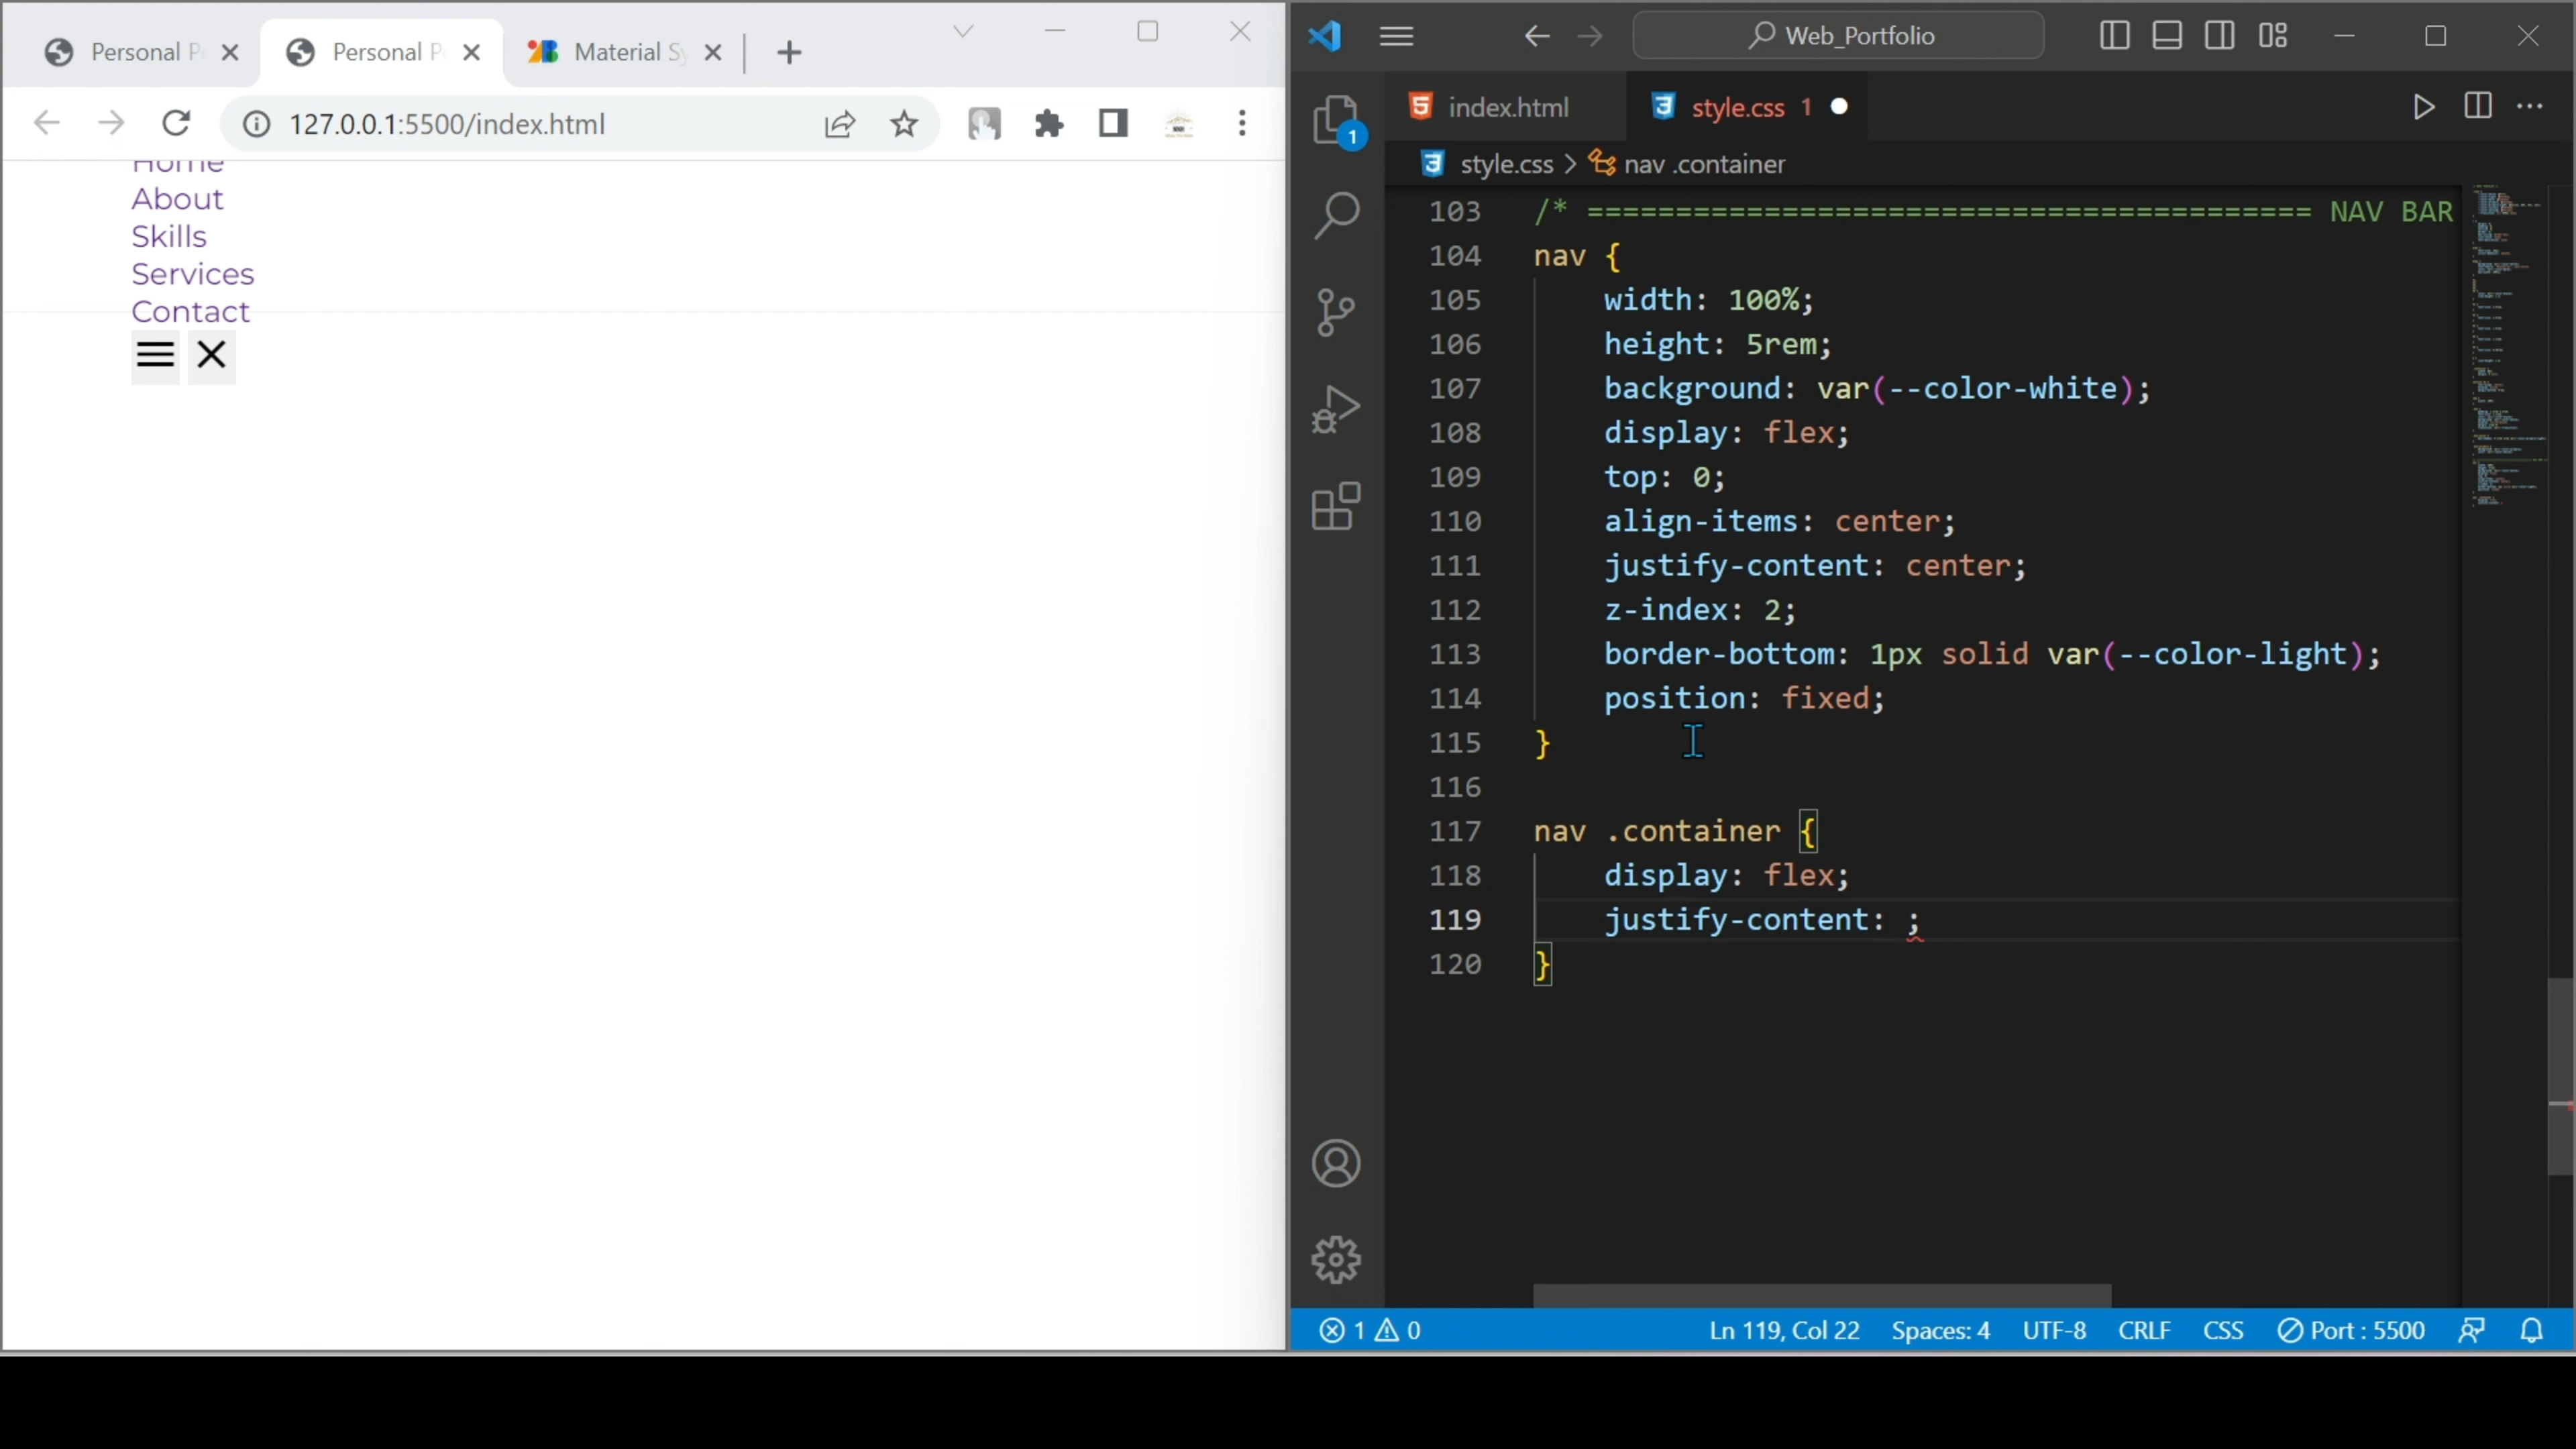 Personal P
Personal P
Material Sy
127.0.0.1:5500/index.html
Home
About
Skills
Services
Contact
Web_Portfolio
1
index.html
style.css 1
style.css > nav .container
103 /* ========================================= NAV BAR
104 nav {
105 width: 100%;
106 height: 5rem;
107 background: var(--color-white);
108 display: flex;
109 top: 0;
110 align-items: center;
111 justify-content: center;
112 z-index: 2;
113 border-bottom: 1px solid var(--color-light);
114 position: fixed;
115 }
116
117 nav .container {
118 display: flex;
119 justify-content: ;
120 }
1 0 Ln 119, Col 22 Spaces: 4 UTF-8 CRLF CSS Port : 5500